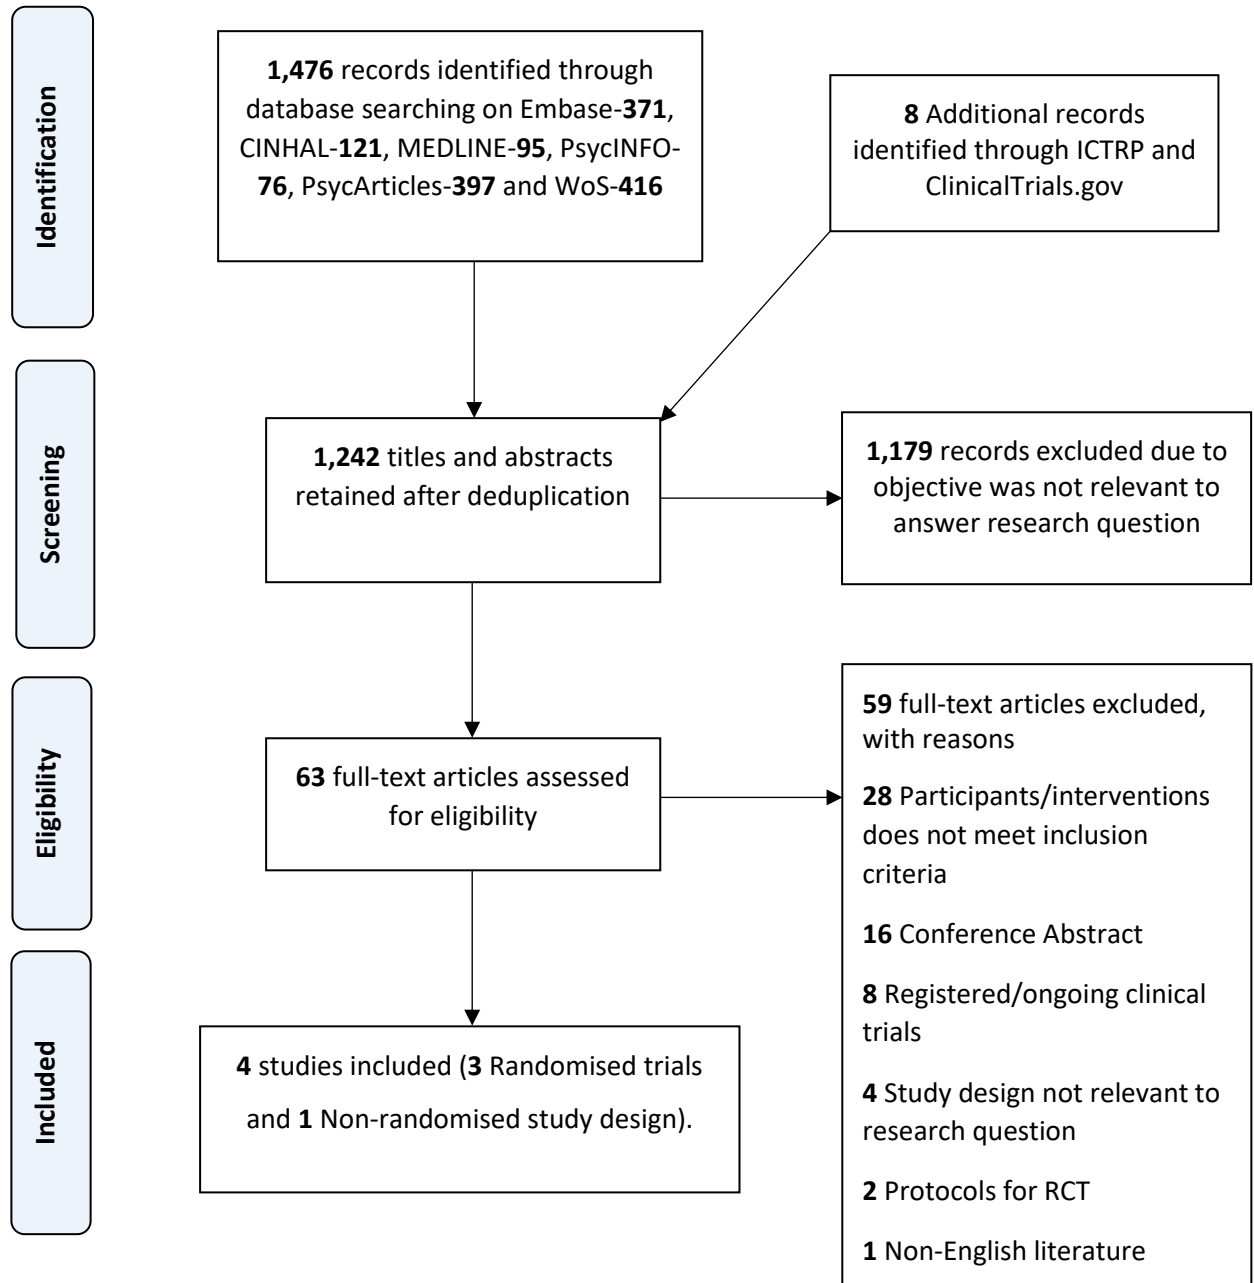 Identification
1,476 records identified through
database searching on Embase-371,
CINHAL-121, MEDLINE-95, PsycINFO-
76, PsycArticles-397 and WoS-416
8 Additional records
identified through ICTRP and
ClinicalTrials.gov
Screening
1,242 titles and abstracts
retained after deduplication
1,179 records excluded due to
objective was not relevant to
answer research question
Eligibility
63 full-text articles assessed
for eligibility
59 full-text articles excluded,
with reasons
28 Participants/interventions
does not meet inclusion
criteria
16 Conference Abstract
8 Registered/ongoing clinical
trials
4 Study design not relevant to
research question
2 Protocols for RCT
1 Non-English literature
Included
4 studies included (3 Randomised trials
and 1 Non-randomised study design).